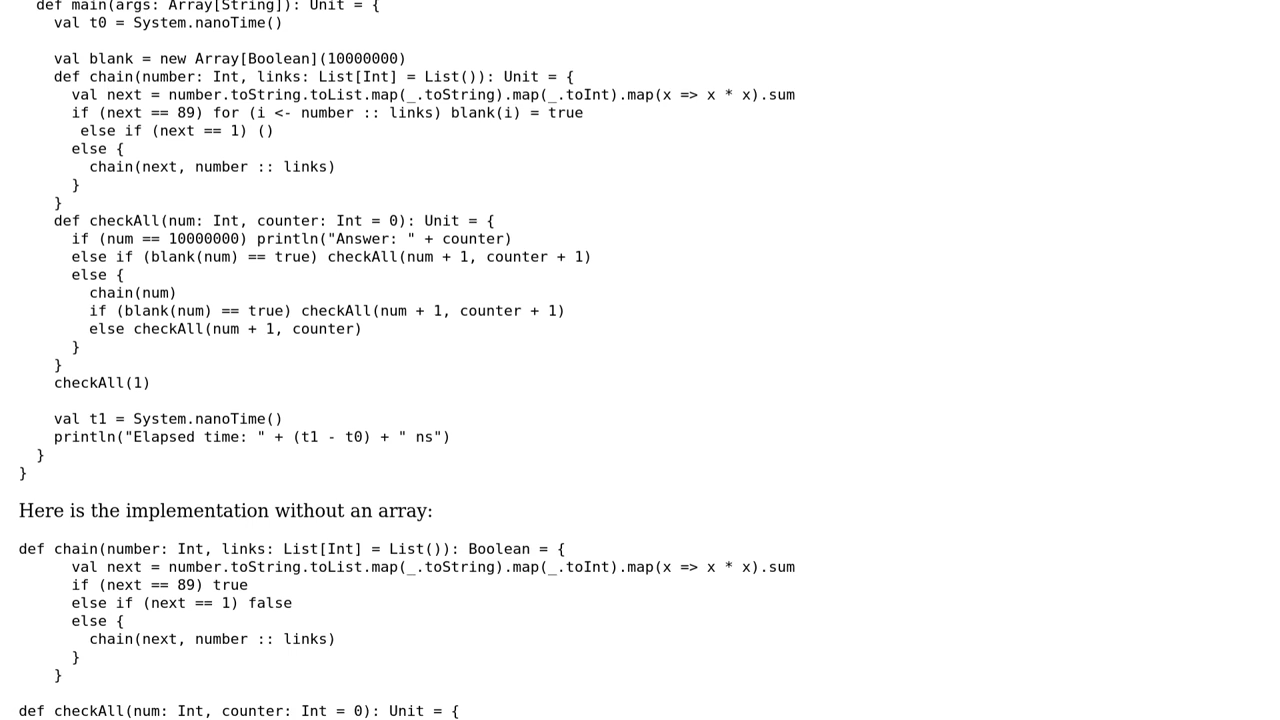 def main(args: Array[String]): Unit = {
    val t0 = System.nanoTime()

    val blank = new Array[Boolean](10000000)
    def chain(number: Int, links: List[Int] = List()): Unit = {
      val next = number.toString.toList.map(_.toString).map(_.toInt).map(x => x * x).sum
      if (next == 89) for (i <- number :: links) blank(i) = true
       else if (next == 1) ()
      else {
        chain(next, number :: links)
      }
    }
    def checkAll(num: Int, counter: Int = 0): Unit = {
      if (num == 10000000) println("Answer: " + counter)
      else if (blank(num) == true) checkAll(num + 1, counter + 1)
      else {
        chain(num)
        if (blank(num) == true) checkAll(num + 1, counter + 1)
        else checkAll(num + 1, counter)
      }
    }
    checkAll(1)

    val t1 = System.nanoTime()
    println("Elapsed time: " + (t1 - t0) + " ns")
  }
}
Here is the implementation without an array:
def chain(number: Int, links: List[Int] = List()): Boolean = {
      val next = number.toString.toList.map(_.toString).map(_.toInt).map(x => x * x).sum
      if (next == 89) true
      else if (next == 1) false
      else {
        chain(next, number :: links)
      }
    }

def checkAll(num: Int, counter: Int = 0): Unit = {